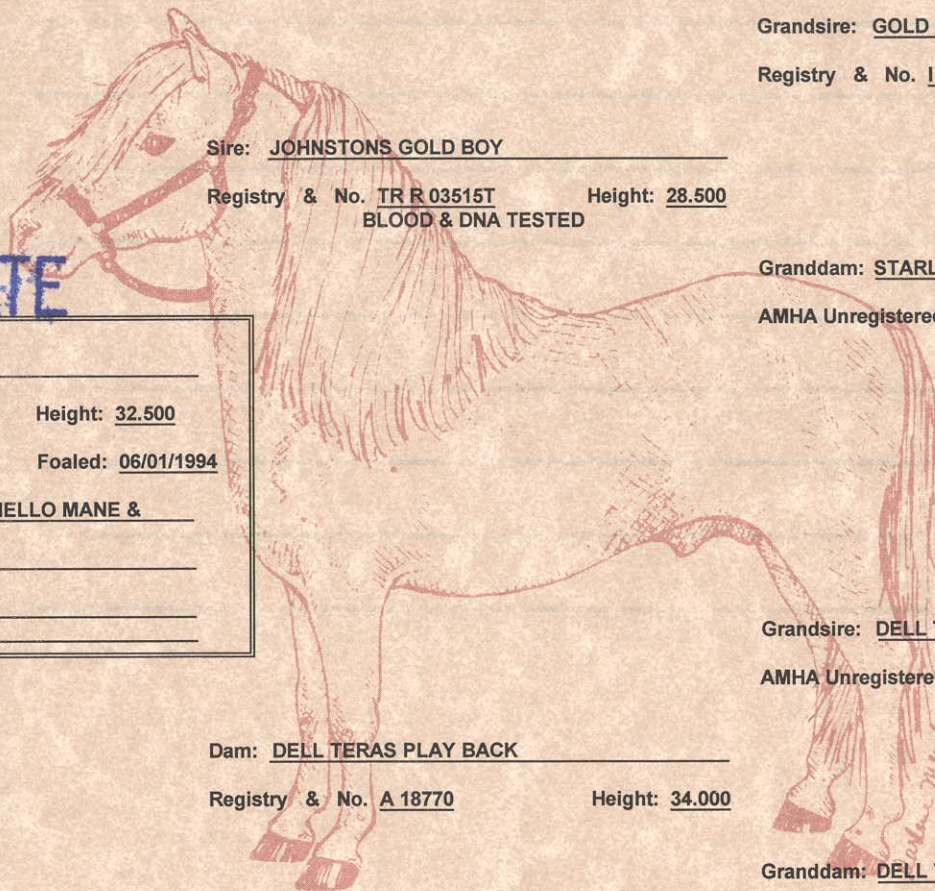 Grandsire: GOLD
Registry & No.
Sire: JOHNSTONS GOLD BOY
Registry & No. TR R 03515T Height: 28.500
BLOOD & DNA TESTED
Granddam: STARL
AMHA Unregistered
TE
Height: 32.500
Foaled: 06/01/1994
HELLO MANE &
Grandsire: DELL T
AMHA Unregistere
Dam: DELL TERAS PLAY BACK
Registry & No. A 18770 Height: 34.000
Granddam: DELL T